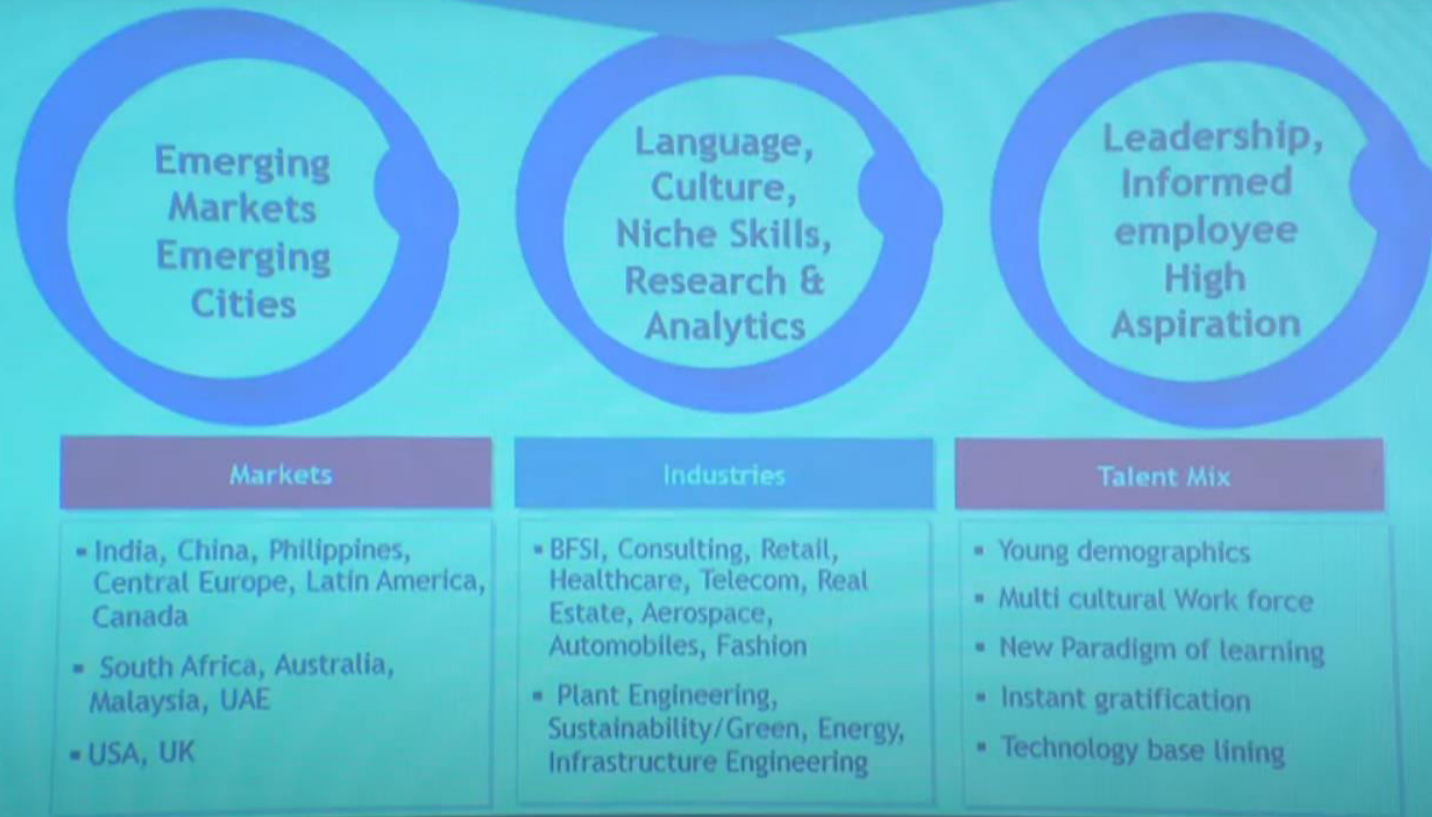 Emerging
Markets
Emerging
Cities
Language,
Culture,
Niche Skills,
Research &
Analytics
Leadership,
Informed
employee
High
Aspiration
Markets
▪ India, China, Philippines,
Central Europe, Latin America,
Canada
▪ South Africa, Australia,
Malaysia, UAE
▪ USA, UK
Industries
▪ BFSI, Consulting, Retail,
Healthcare, Telecom, Real
Estate, Aerospace,
Automobiles, Fashion
▪ Plant Engineering,
Sustainability/Green, Energy,
Infrastructure Engineering
Talent Mix
▪ Young demographics
▪ Multi cultural Work force
▪ New Paradigm of learning
▪ Instant gratification
▪ Technology base lining